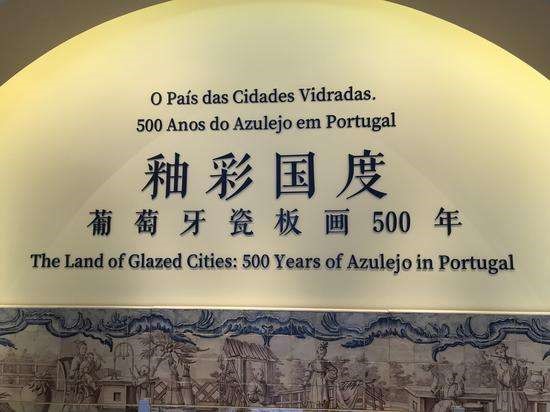 O País das Cidades Vidradas.
500 Anos do Azulejo em Portugal
釉彩国度
葡萄牙瓷板画500年
The Land of Glazed Cities: 500 Years of Azulejo in Portugal